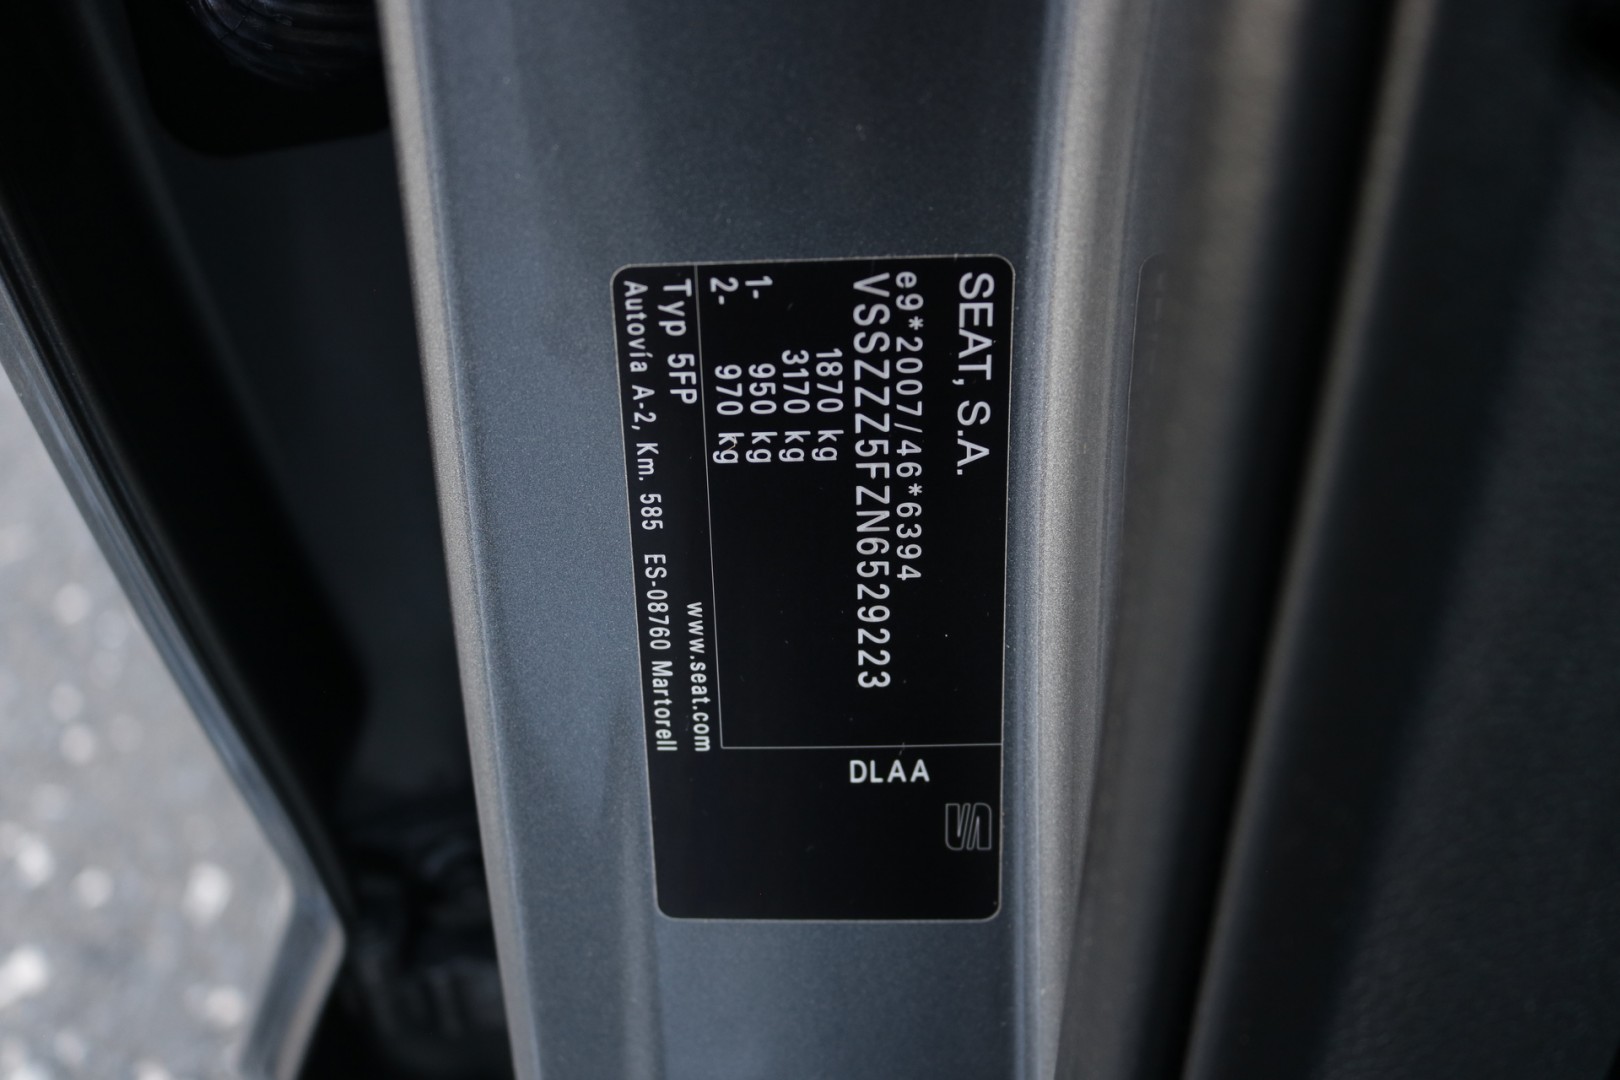 SEAT, S.A.
e9*2007/46*6394
VSSZZZ5FZN6529223
1870 kg
3170 kg
1- 950 kg
2- 970 kg
DLAA
Typ 5FP
www.seat.com
Autovía A-2, Km. 585 ES-08760 Martorell